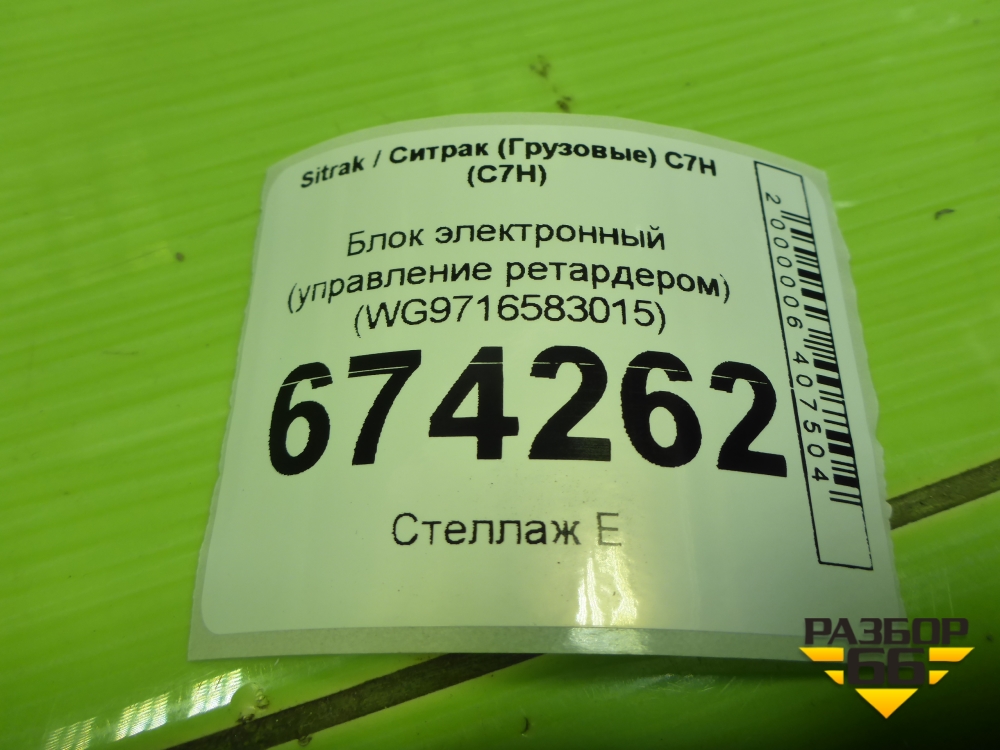 Sitrak / Ситрак (Грузовые) C7H
(C7H)
Блок электронный
(управление ретардером)
(WG9716583015)
674262
Стеллаж Е
2000006407504
РАЗБОР
66